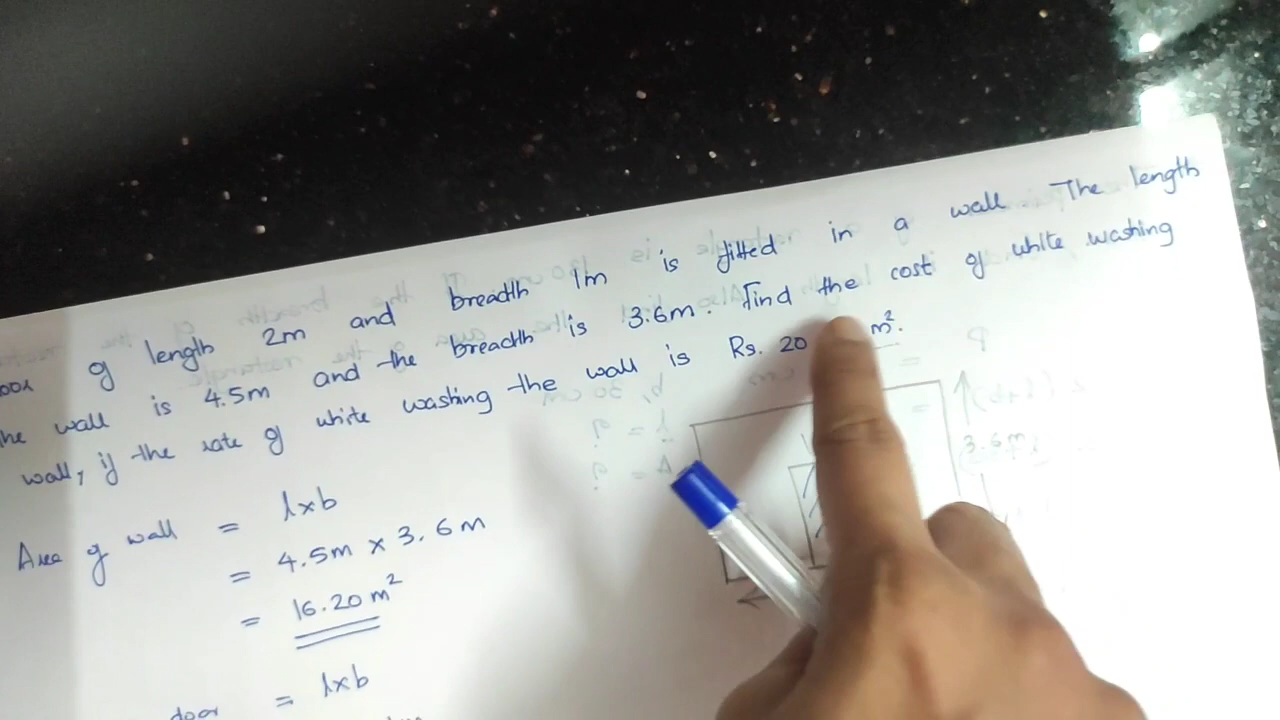 of length 2m and breadth 1m is fitted in a wall. The length
the wall is 4.5m and the breadth is 3.6m. Find the cost of white washing
wall, if the rate of white washing the wall is Rs. 20 m².
3.6m
Area of wall = l×b
= 4.5m × 3.6m
= 16.20 m²
door = l×b